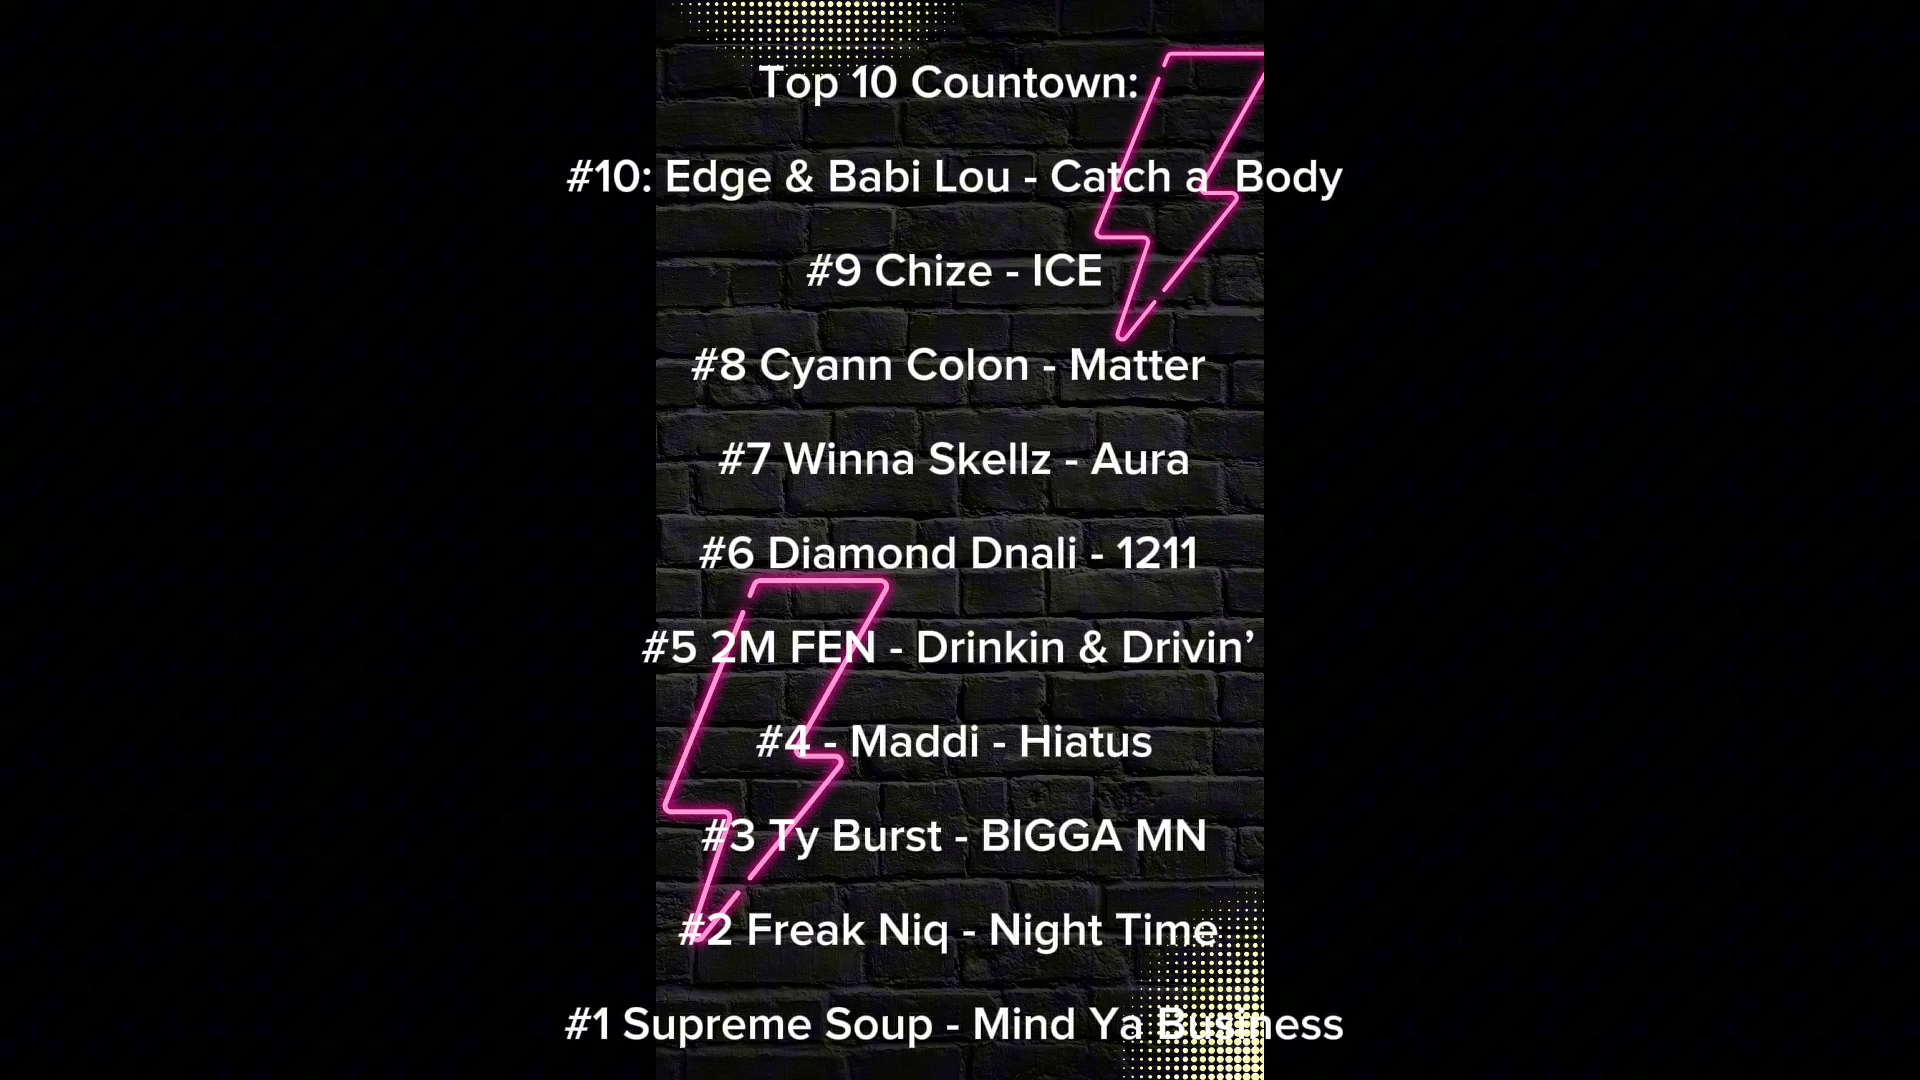 Top 10 Countown:
#10: Edge & Babi Lou - Catch a  Body
#9 Chize - ICE
#8 Cyann Colon - Matter
#7 Winna Skellz - Aura
#6 Diamond Dnali - 1211
#5 2M FEN - Drinkin & Drivin’
#4 - Maddi - Hiatus
#3 Ty Burst - BIGGA MN
#2 Freak Niq - Night Time
#1 Supreme Soup - Mind Ya Business